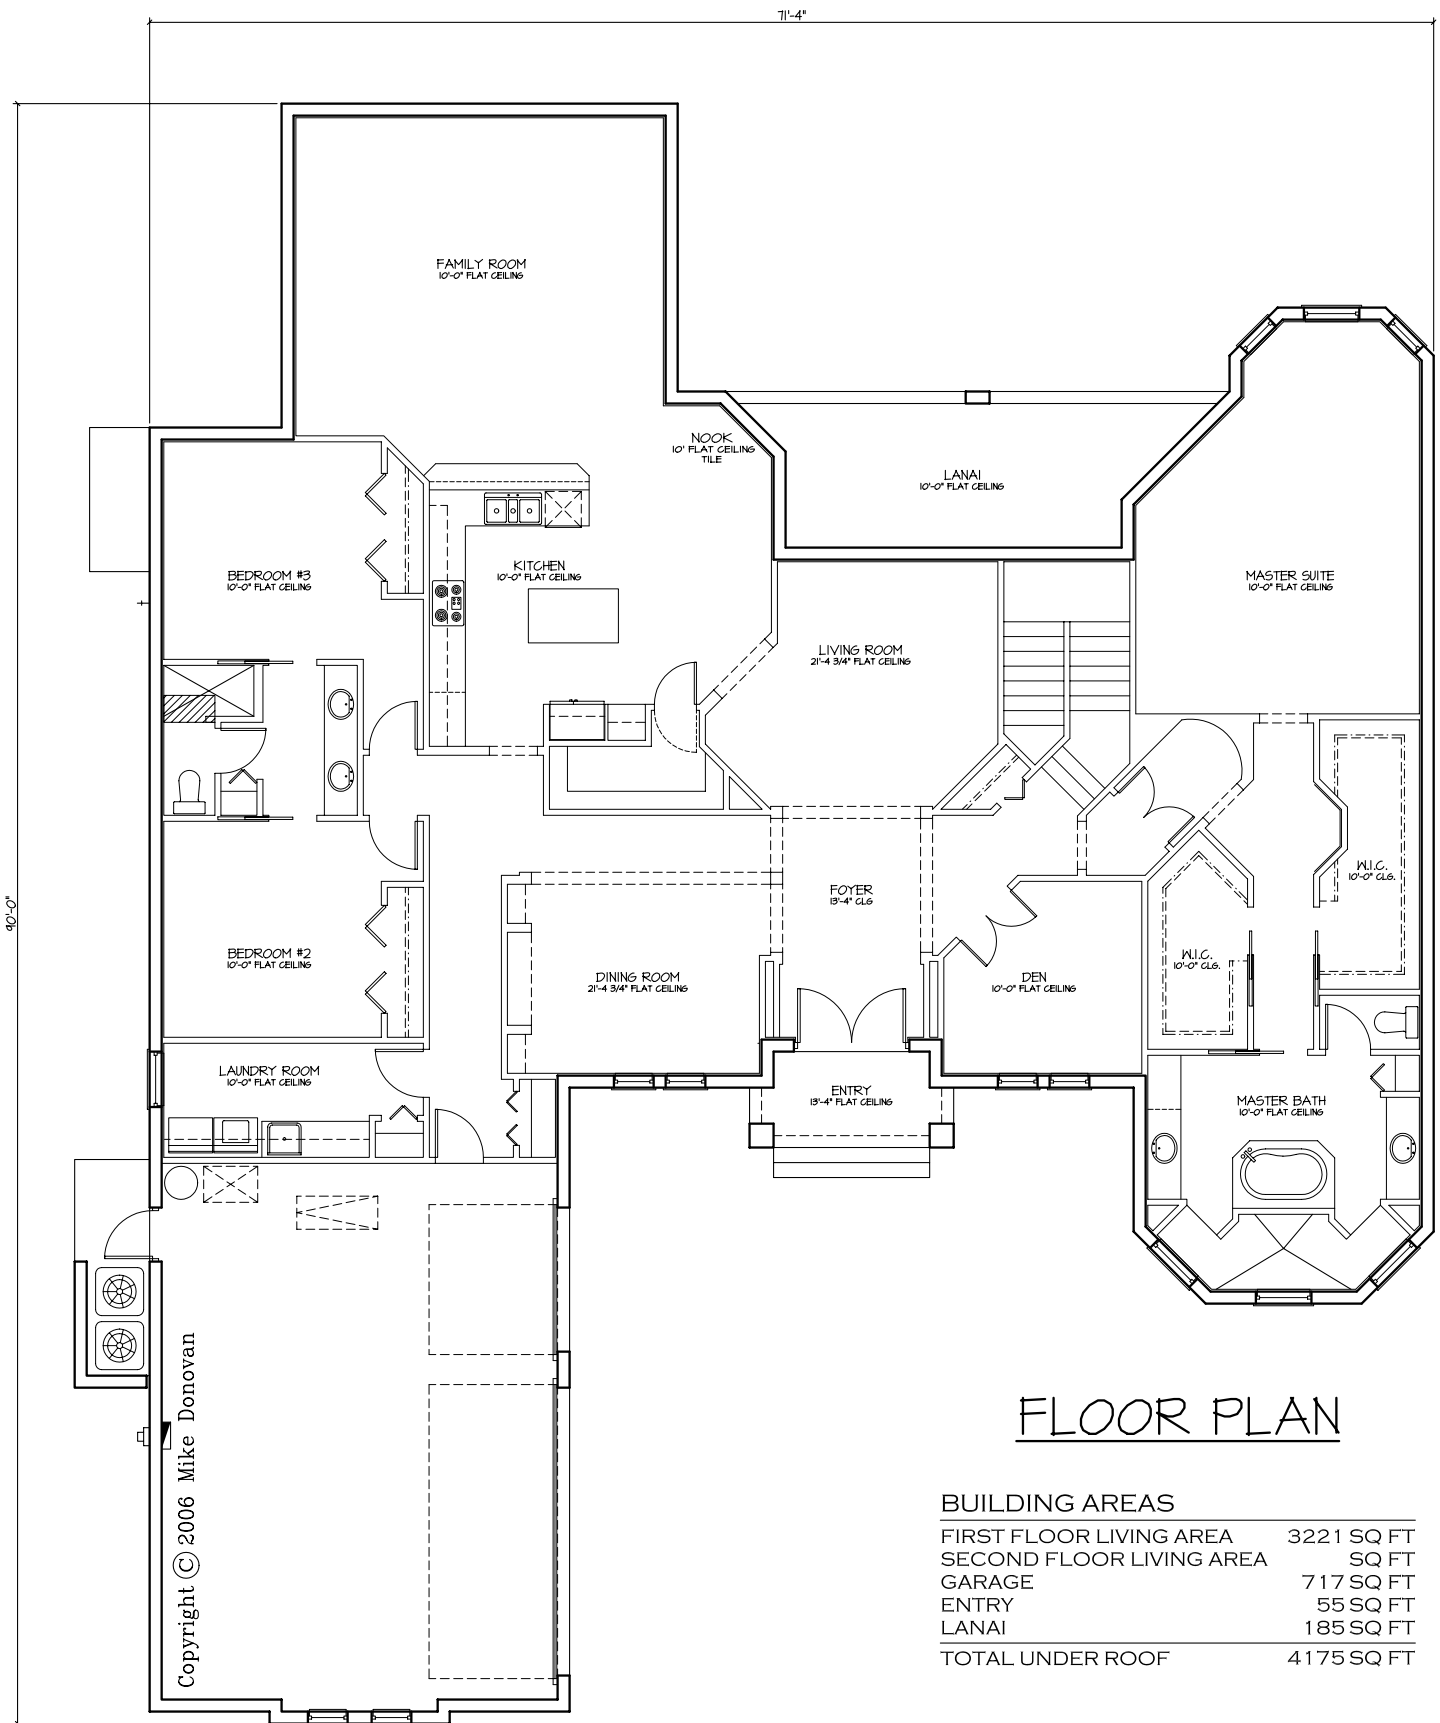 71'-4"
90'-0"
FAMILY ROOM
10'-0" FLAT CEILING
NOOK
10' FLAT CEILING
TILE
LANAI
10'-0" FLAT CEILING
KITCHEN
10'-0" FLAT CEILING
BEDROOM #3
10'-0" FLAT CEILING
MASTER SUITE
10'-0" FLAT CEILING
LIVING ROOM
21'-4 3/4" FLAT CEILING
W.I.C.
10'-0" CLG.
FOYER
13'-4" CLG
BEDROOM #2
10'-0" FLAT CEILING
W.I.C.
10'-0" CLG.
DINING ROOM
21'-4 3/4" FLAT CEILING
DEN
10'-0" FLAT CEILING
LAUNDRY ROOM
10'-0" FLAT CEILING
ENTRY
13'-4" FLAT CEILING
MASTER BATH
10'-0" FLAT CEILING
Copyright © 2006 Mike Donovan
FLOOR PLAN
BUILDING AREAS
FIRST FLOOR LIVING AREA 3221 SQ FT
SECOND FLOOR LIVING AREA SQ FT
GARAGE 717 SQ FT
ENTRY 55 SQ FT
LANAI 185 SQ FT
TOTAL UNDER ROOF 4175 SQ FT